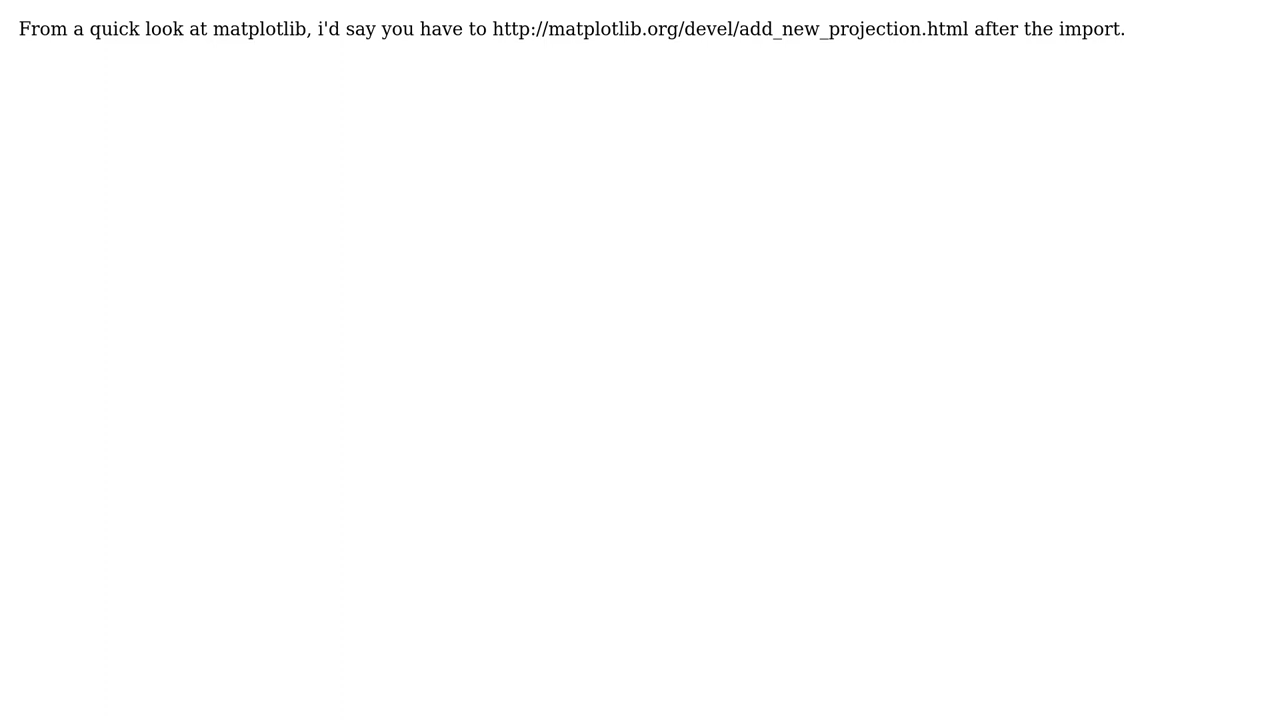 From a quick look at matplotlib, i'd say you have to http://matplotlib.org/devel/add_new_projection.html after the import.